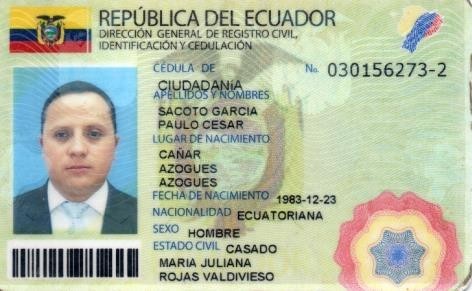 REPÚBLICA DEL ECUADOR
DIRECCIÓN GENERAL DE REGISTRO CIVIL,
IDENTIFICACIÓN Y CEDULACIÓN
CÉDULA DE No. 030156273-2
CIUDADANíA
APELLIDOS Y NOMBRES
SACOTO GARCIA
PAULO CESAR
LUGAR DE NACIMIENTO
CAÑAR
AZOGUES
AZOGUES
FECHA DE NACIMIENTO 1983-12-23
NACIONALIDAD ECUATORIANA
SEXO HOMBRE
ESTADO CIVIL CASADO
MARIA JULIANA
ROJAS VALDIVIESO